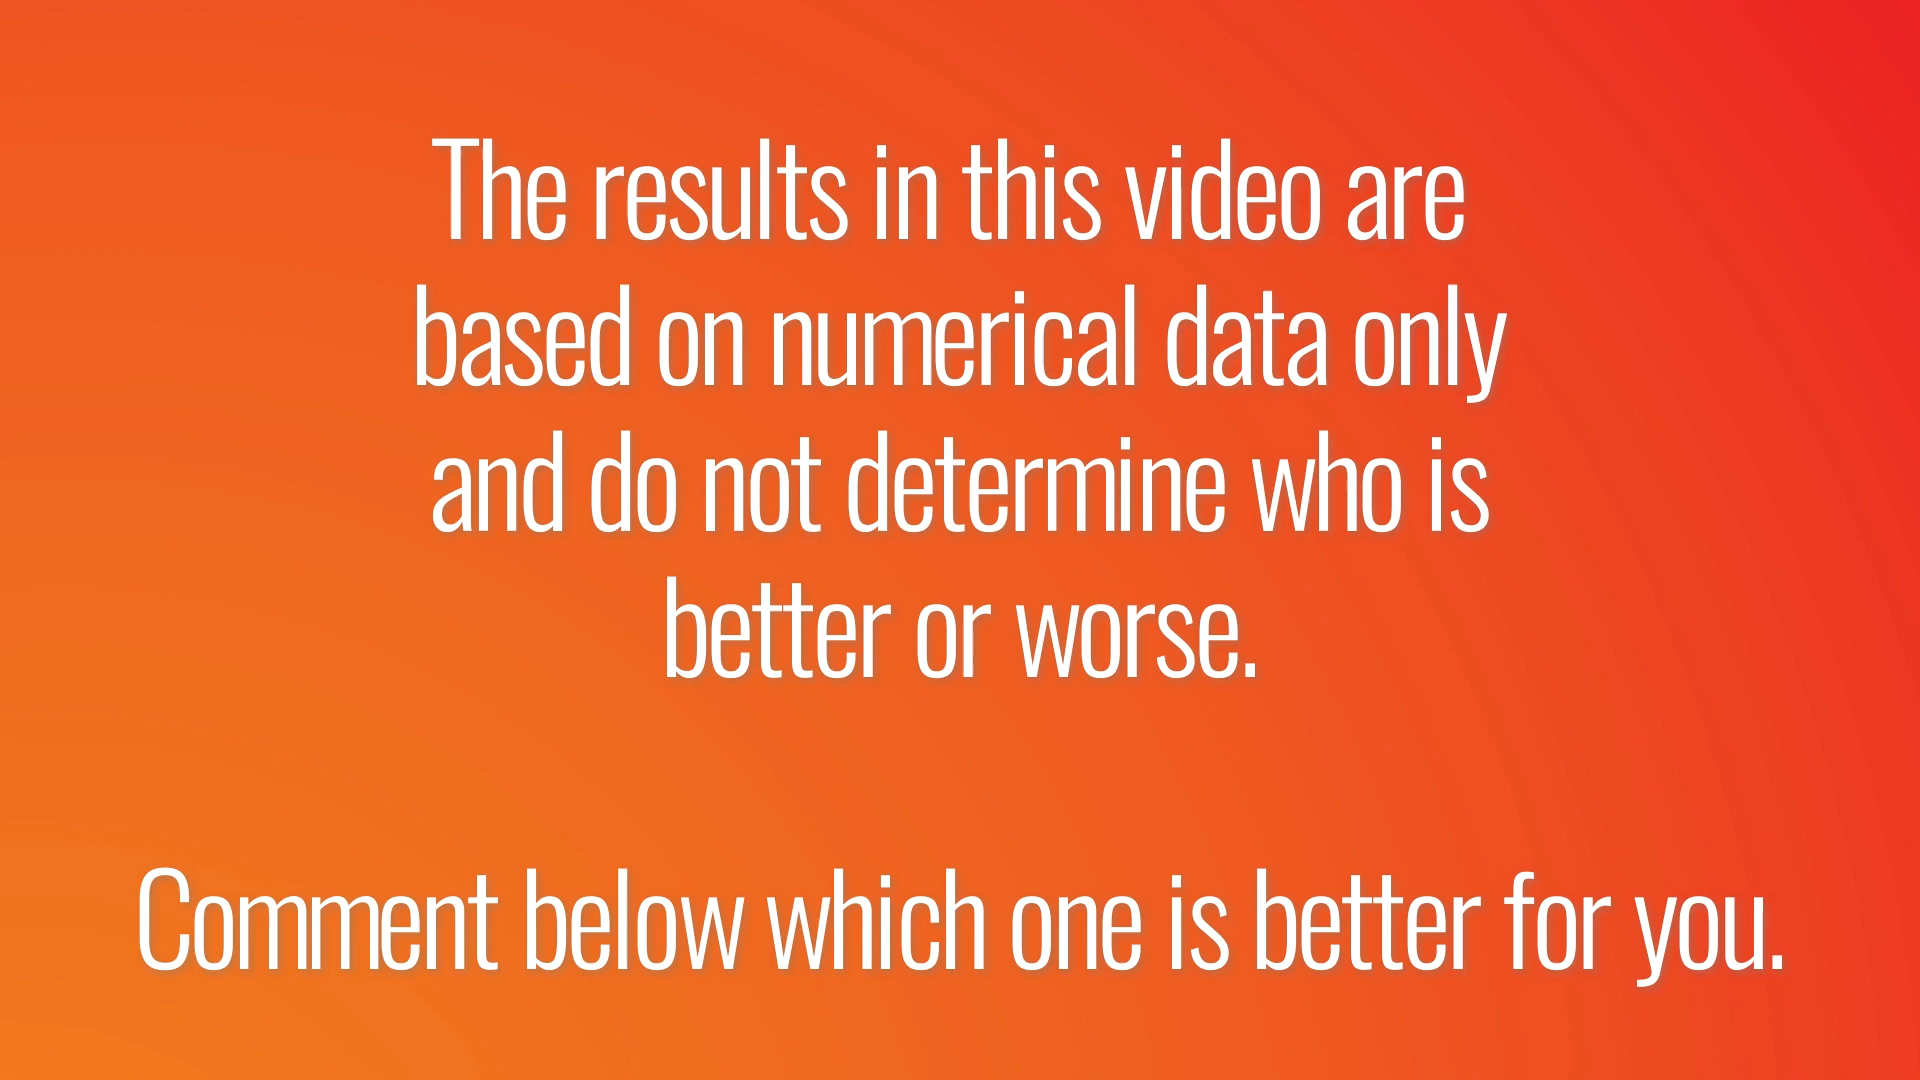 The results in this video are
based on numerical data only
and do not determine who is
better or worse.
Comment below which one is better for you.